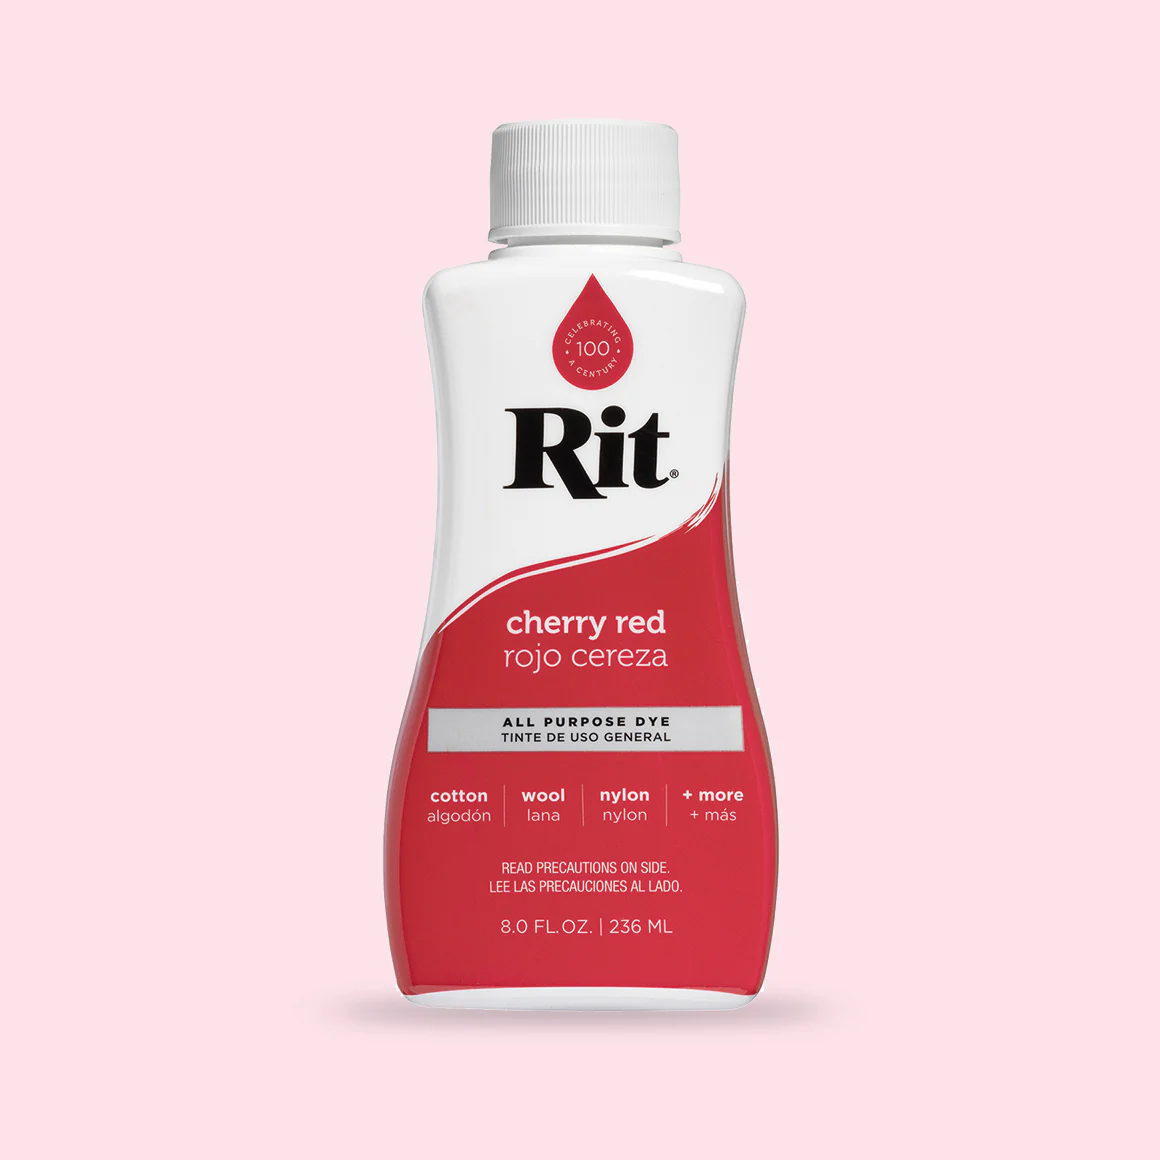 CELEBRATING
100
A CENTURY
Rit®
cherry red
rojo cereza
ALL PURPOSE DYE
TINTE DE USO GENERAL
cotton wool nylon + more
algodón lana nylon + más
READ PRECAUTIONS ON SIDE.
LEE LAS PRECAUCIONES AL LADO.
8.0 FL.OZ. | 236 ML